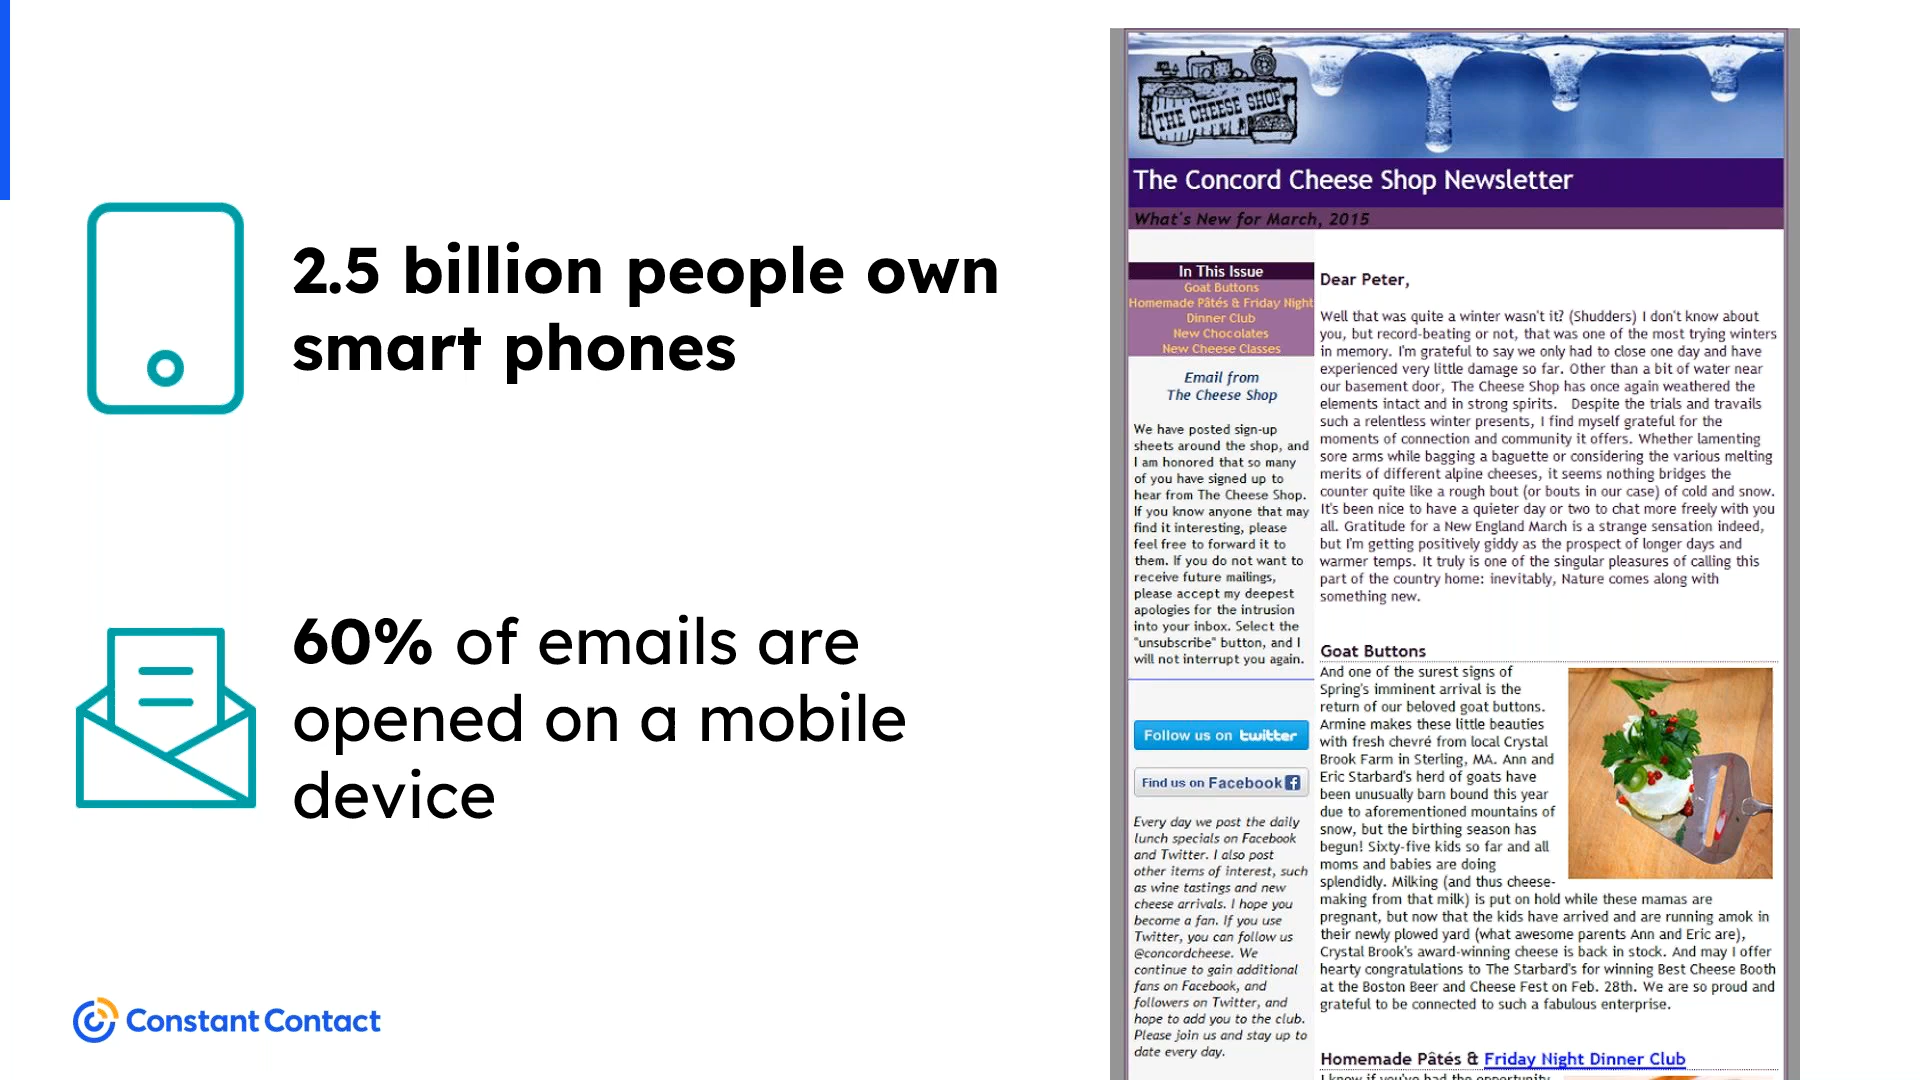 2.5 billion people own
smart phones
60% of emails are
opened on a mobile
device
Constant Contact
THE CHEESE SHOP
The Concord Cheese Shop Newsletter
What's New for March, 2015
In This Issue
Goat Buttons
Homemade Pâtés & Friday Night
Dinner Club
New Chocolates
New Cheese Classes
Email from
The Cheese Shop
We have posted sign-up
sheets around the shop, and
I am honored that so many
of you have signed up to
hear from The Cheese Shop.
If you know anyone that may
find it interesting, please
feel free to forward it to
them. If you do not want to
receive future mailings,
please accept my deepest
apologies for the intrusion
into your inbox. Select the
"unsubscribe" button, and I
will not interrupt you again.
Follow us on twitter
Find us on Facebook
Every day we post the daily
lunch specials on Facebook
and Twitter. I also post
other items of interest, such
as wine tastings and new
cheese arrivals. I hope you
become a fan. If you use
Twitter, you can follow us
@concordcheese. We
continue to gain additional
fans on Facebook, and
followers on Twitter, and
hope to add you to the club.
Please join us and stay up to
date every day.
Dear Peter,
Well that was quite a winter wasn't it? (Shudders) I don't know about
you, but record-beating or not, that was one of the most trying winters
in memory. I'm grateful to say we only had to close one day and have
experienced very little damage so far. Other than a bit of water near
our basement door, The Cheese Shop has once again weathered the
elements intact and in strong spirits. Despite the trials and travails
such a relentless winter presents, I find myself grateful for the
moments of connection and community it offers. Whether lamenting
sore arms while bagging a baguette or considering the various melting
merits of different alpine cheeses, it seems nothing bridges the
counter quite like a rough bout (or bouts in our case) of cold and snow.
It's been nice to have a quieter day or two to chat more freely with you
all. Gratitude for a New England March is a strange sensation indeed,
but I'm getting positively giddy as the prospect of longer days and
warmer temps. It truly is one of the singular pleasures of calling this
part of the country home: inevitably, Nature comes along with
something new.
Goat Buttons
And one of the surest signs of
Spring's imminent arrival is the
return of our beloved goat buttons.
Armine makes these little beauties
with fresh chevré from local Crystal
Brook Farm in Sterling, MA. Ann and
Eric Starbard's herd of goats have
been unusually barn bound this year
due to aforementioned mountains of
snow, but the birthing season has
begun! Sixty-five kids so far and all
moms and babies are doing
splendidly. Milking (and thus cheese-
making from that milk) is put on hold while these mamas are
pregnant, but now that the kids have arrived and are running amok in
their newly plowed yard (what awesome parents Ann and Eric are),
Crystal Brook's award-winning cheese is back in stock. And may I offer
hearty congratulations to The Starbard's for winning Best Cheese Booth
at the Boston Beer and Cheese Fest on Feb. 28th. We are so proud and
grateful to be connected to such a fabulous enterprise.
Homemade Pâtés & Friday Night Dinner Club
I know if you've had the opportunity